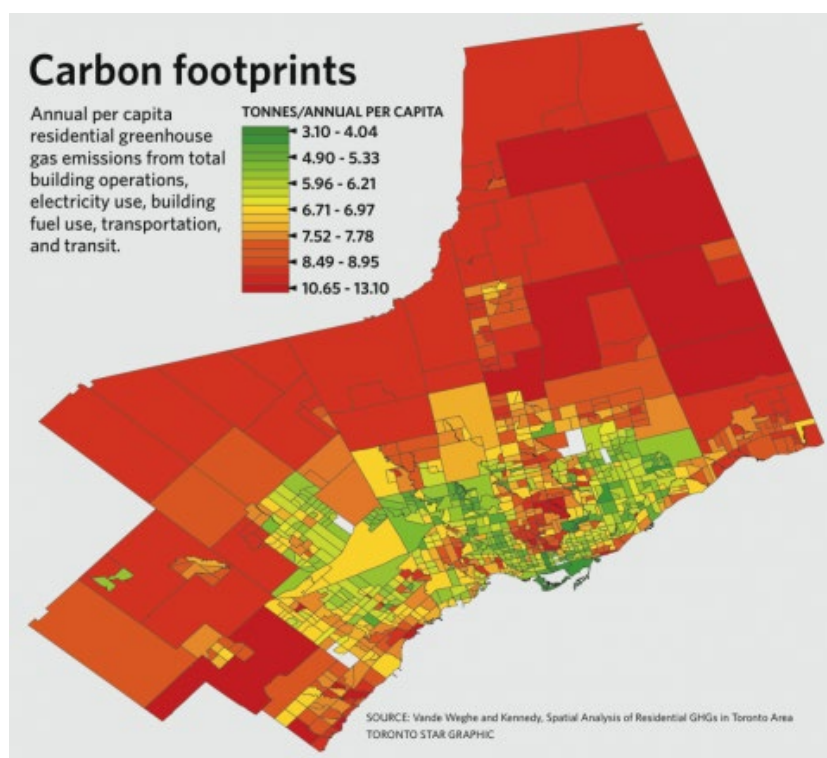 Carbon footprints
Annual per capita
residential greenhouse
gas emissions from total
building operations,
electricity use, building
fuel use, transportation,
and transit.
TONNES/ANNUAL PER CAPITA
3.10 - 4.04
4.90 - 5.33
5.96 - 6.21
6.71 - 6.97
7.52 - 7.78
8.49 - 8.95
10.65 - 13.10
SOURCE: Vande Weghe and Kennedy, Spatial Analysis of Residential GHGs in Toronto Area
TORONTO STAR GRAPHIC